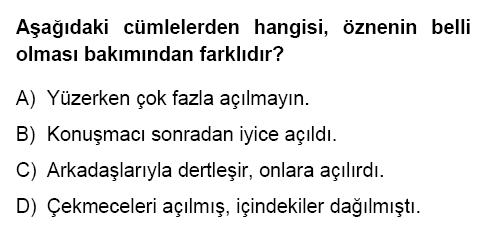 Aşağıdaki cümlelerden hangisi, öznenin belli
olması bakımından farklıdır?
A) Yüzerken çok fazla açılmayın.
B) Konuşmacı sonradan iyice açıldı.
C) Arkadaşlarıyla dertleşir, onlara açılırdı.
D) Çekmeceleri açılmış, içindekiler dağılmıştı.